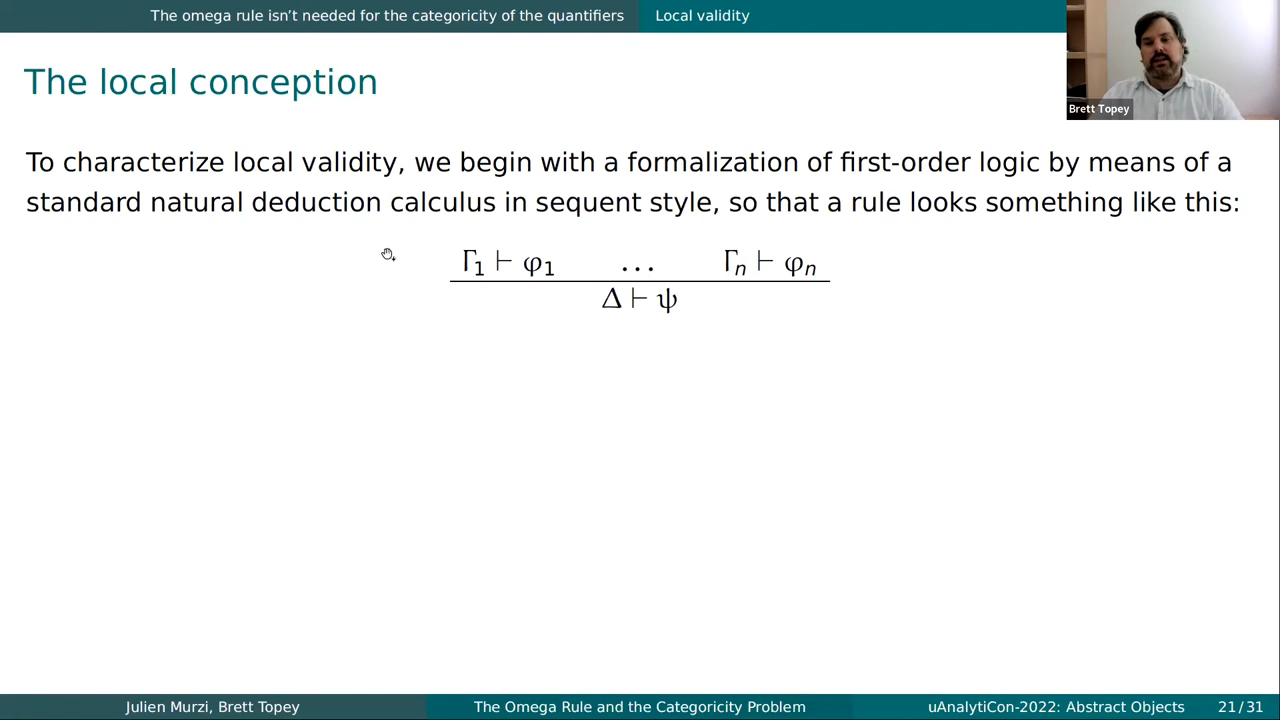 The omega rule isn't needed for the categoricity of the quantifiers Local validity
Brett Topey
The local conception
To characterize local validity, we begin with a formalization of first-order logic by means of a
standard natural deduction calculus in sequent style, so that a rule looks something like this:
Γ₁ ⊢ φ₁ … Γₙ ⊢ φₙ
Δ ⊢ ψ
Julien Murzi, Brett Topey The Omega Rule and the Categoricity Problem uAnalytiCon-2022: Abstract Objects 21/31